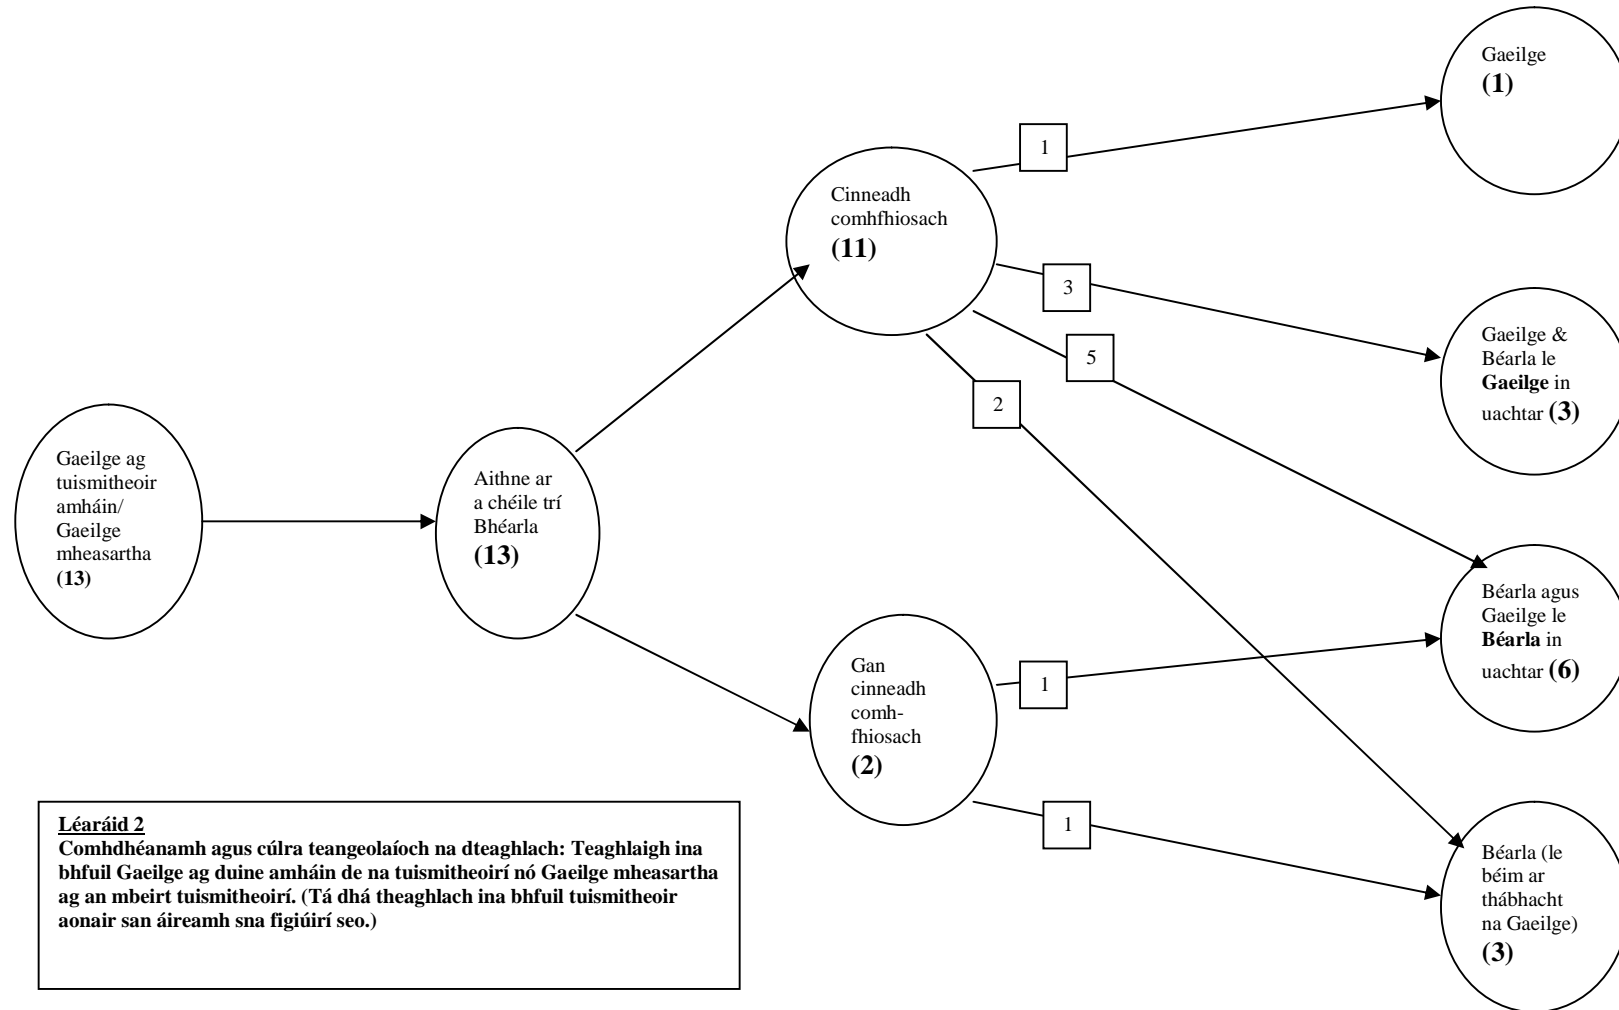 Gaeilge ag
tuismitheoir
amháin/
Gaeilge
mheasartha
(13)
Aithne ar
a chéile trí
Bhéarla
(13)
Cinneadh
comhfhiosach
(11)
Gan
cinneadh
comh-
fhiosach
(2)
1
3
5
2
1
1
Gaeilge
(1)
Gaeilge &
Béarla le
Gaeilge in
uachtar (3)
Béarla agus
Gaeilge le
Béarla in
uachtar (6)
Béarla (le
béim ar
thábhacht
na Gaeilge)
(3)
Léaráid 2
Comhdhéanamh agus cúlra teangeolaíoch na dteaghlach: Teaghlaigh ina
bhfuil Gaeilge ag duine amháin de na tuismitheoirí nó Gaeilge mheasartha
ag an mbeirt tuismitheoirí. (Tá dhá theaghlach ina bhfuil tuismitheoir
aonair san áireamh sna figiúirí seo.)